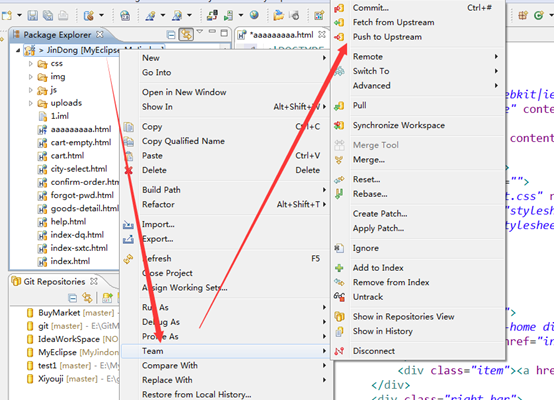 Package Explorer
> JinDong [MyEclipse MyJindon
css
img
js
uploads
1.iml
aaaaaaaaa.html
cart-empty.html
cart.html
city-select.html
confirm-order.html
forgot-pwd.html
goods-detail.html
help.html
index-dq.html
index-sxtc.html
index.html
Git Repositories
BuyMarket [master] - E:\G
git [master] - E:\GitM
IdeaWorkSpace [NO
MyEclipse [MyJindon
test1 [master] - E:\G
Xiyouji [master] - E:\
*aaaaaaaaa.html
New
Go Into
Open in New Window
Show In Alt+Shift+W
Copy Ctrl+C
Copy Qualified Name
Paste Ctrl+V
Delete Delete
Build Path
Refactor Alt+Shift+T
Import...
Export...
Refresh F5
Close Project
Assign Working Sets...
Run As
Debug As
Profile As
Team
Compare With
Replace With
Restore from Local History...
Commit... Ctrl+#
Fetch from Upstream
Push to Upstream
Remote
Switch To
Advanced
Pull
Synchronize Workspace
Merge Tool
Merge...
Reset...
Rebase...
Create Patch...
Apply Patch...
Ignore
Add to Index
Remove from Index
Untrack
Show in Repositories View
Show in History
Disconnect
ebkit|ie
" conten
content
="">
t.css" n
"stylesh
styleshe
-home di
ef="in
<div class="item"><a hre
</div>
<div class="right bar">